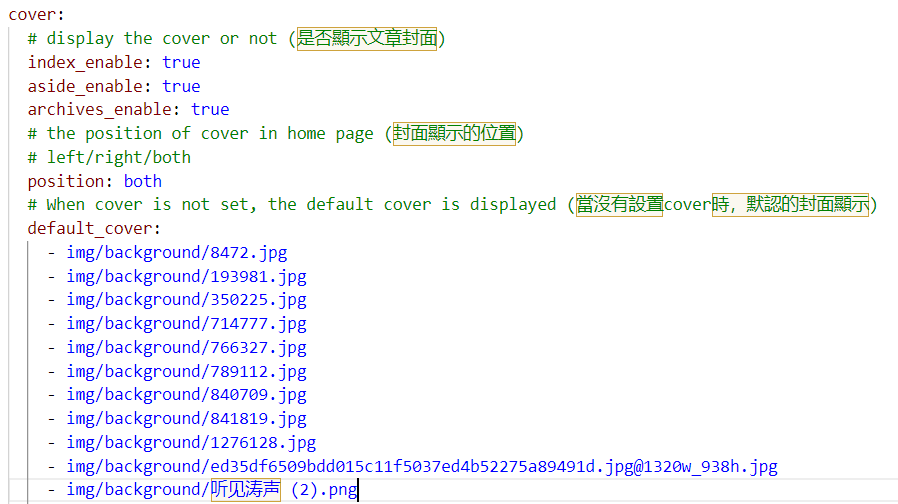 cover:
# display the cover or not (是否顯示文章封面)
index_enable: true
aside_enable: true
archives_enable: true
# the position of cover in home page (封面顯示的位置)
# left/right/both
position: both
# When cover is not set, the default cover is displayed (當沒有設置cover時，默認的封面顯示)
default_cover:
- img/background/8472.jpg
- img/background/193981.jpg
- img/background/350225.jpg
- img/background/714777.jpg
- img/background/766327.jpg
- img/background/789112.jpg
- img/background/840709.jpg
- img/background/841819.jpg
- img/background/1276128.jpg
- img/background/ed35df6509bdd015c11f5037ed4b52275a89491d.jpg@1320w_938h.jpg
- img/background/听见涛声 (2).png